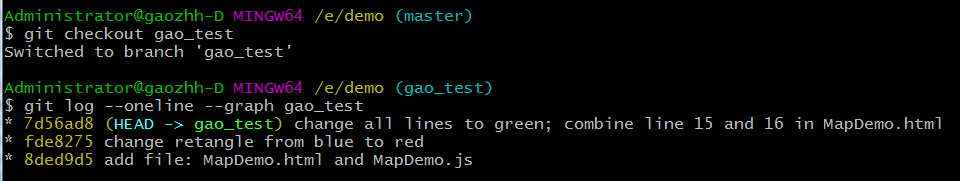 Administrator@gaozhh-D MINGW64 /e/demo (master)
$ git checkout gao_test
Switched to branch 'gao_test'
Administrator@gaozhh-D MINGW64 /e/demo (gao_test)
$ git log --oneline --graph gao_test
* 7d56ad8 (HEAD -> gao_test) change all lines to green; combine line 15 and 16 in MapDemo.html
* fde8275 change retangle from blue to red
* 8ded9d5 add file: MapDemo.html and MapDemo.js